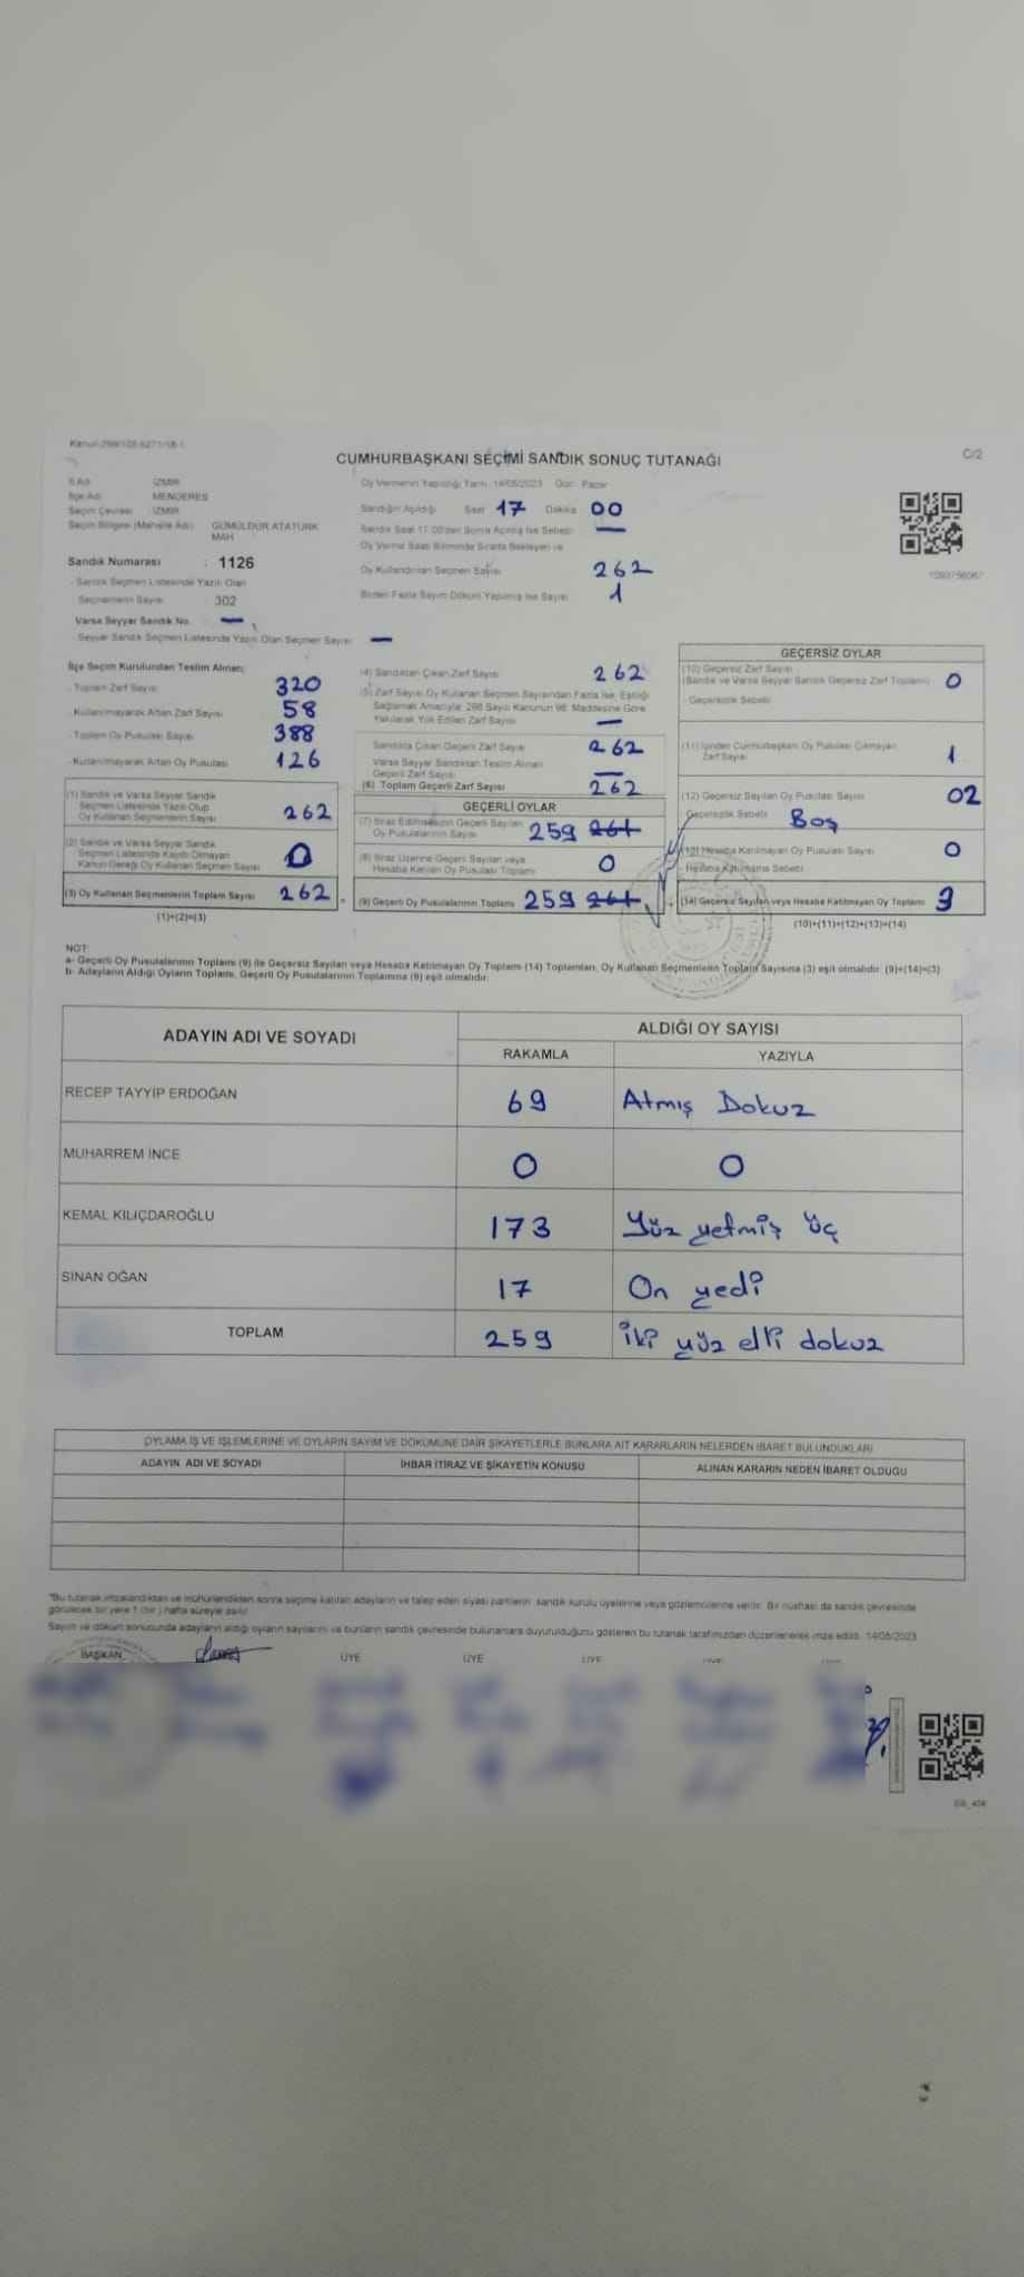 Kanun 298/105-6271/18-1
CUMHURBAŞKANI SEÇİMİ SANDIK SONUÇ TUTANAĞI
C/2
İli Adı : İZMİR
İlçe Adı : MENDERES
Seçim Çevresi : İZMİR
Seçim Bölgesi (Mahalle Adı) : GÜMÜLDÜR ATATÜRK
MAH
Sandık Numarası : 1126
Sandık Seçmen Listesinde Yazılı Olan
Seçmenlerin Sayısı : 302
Varsa Seyyar Sandık No : —
Seyyar Sandık Seçmen Listesinde Yazılı Olan Seçmen Sayısı : —
Oy Vermenin Yapıldığı Tarih: 14/05/2023 Gün: Pazar
Sandığın Açıldığı Saat 17 Dakika 00
Sandık Saat 17.00'den Sonra Açılmış İse Sebebi —
Oy Verme Saati Bitiminde Sırada Bekleyen ve
Oy Kullandırılan Seçmen Sayısı 262
Birden Fazla Sayım Döküm Yapılmış İse Sayısı 1
İlçe Seçim Kurulundan Teslim Alınan;
- Toplam Zarf Sayısı 320
- Kullanılmayarak Artan Zarf Sayısı 58
- Toplam Oy Pusulası Sayısı 388
- Kullanılmayarak Artan Oy Pusulası 126
(1) Sandık ve Varsa Seyyar Sandık
Seçmen Listesinde Yazılı Olup
Oy Kullanan Seçmenlerin Sayısı 262
(2) Sandık ve Varsa Seyyar Sandık
Seçmen Listesinde Kayıtlı Olmayan
Kanun Gereği Oy Kullanan Seçmen Sayısı 0
(3) Oy Kullanan Seçmenlerin Toplam Sayısı 262
(1)+(2)=(3)
(4) Sandıktan Çıkan Zarf Sayısı 262
(5) Zarf Sayısı Oy Kullanan Seçmen Sayısından Fazla İse, Eşitliği
Sağlamak Amacıyla; 298 Sayılı Kanunun 98. Maddesine Göre
Yakılarak Yok Edilen Zarf Sayısı —
Sandıkta Çıkan Geçerli Zarf Sayısı 262
Varsa Seyyar Sandıktan Teslim Alınan
Geçerli Zarf Sayısı —
(6) Toplam Geçerli Zarf Sayısı 262
GEÇERLİ OYLAR
(7) İtiraz Edilmeksizin Geçerli Sayılan
Oy Pusulalarının Sayısı 259 261
(8) İtiraz Üzerine Geçerli Sayılan veya
Hesaba Katılan Oy Pusulası Toplamı 0
(9) Geçerli Oy Pusulalarının Toplamı 259 261
GEÇERSİZ OYLAR
(10) Geçersiz Zarf Sayısı
(Sandık ve Varsa Seyyar Sandık Geçersiz Zarf Toplamı) 0
- Geçersizlik Sebebi
(11) İçinden Cumhurbaşkanı Oy Pusulası Çıkmayan
Zarf Sayısı 1
(12) Geçersiz Sayılan Oy Pusulası Sayısı 02
Geçersizlik Sebebi Boş
(13) Hesaba Katılmayan Oy Pusulası Sayısı 0
- Hesaba Katılmama Sebebi
(14) Geçersiz Sayılan veya Hesaba Katılmayan Oy Toplamı 3
(10)+(11)+(12)+(13)=(14)
NOT:
a- Geçerli Oy Pusulalarının Toplamı (9) ile Geçersiz Sayılan veya Hesaba Katılmayan Oy Toplamı (14) Toplamları, Oy Kullanan Seçmenlerin Toplam Sayısına (3) eşit olmalıdır. (9)+(14)=(3)
b- Adayların Aldığı Oyların Toplamı, Geçerli Oy Pusulalarının Toplamına (9) eşit olmalıdır.
ADAYIN ADI VE SOYADI
ALDIĞI OY SAYISI
RAKAMLA YAZIYLA
RECEP TAYYİP ERDOĞAN 69 Atmış Dokuz
MUHARREM İNCE 0 0
KEMAL KILIÇDAROĞLU 173 Yüz yetmiş üç
SİNAN OĞAN 17 On yedi
TOPLAM 259 iki yüz elli dokuz
OYLAMA İŞ VE İŞLEMLERİNE VE OYLARIN SAYIM VE DÖKÜMÜNE DAİR ŞİKAYETLERLE BUNLARA AİT KARARLARIN NELERDEN İBARET BULUNDUKLARI
ADAYIN ADI VE SOYADI İHBAR İTİRAZ VE ŞİKAYETİN KONUSU ALINAN KARARIN NEDEN İBARET OLDUĞU
*Bu tutanak imzalandıktan ve mühürlendikten sonra seçime katılan adayların ve talep eden siyasi partilerin sandık kurulu üyelerine veya gözlemcilerine verilir. Bir nüshası da sandık çevresinde
görülecek bir yere 1 (bir) hafta süreyle asılır.
Sayım ve döküm sonucunda adayların aldığı oyların sayılarını ve bunların sandık çevresinde bulunanlara duyurulduğunu gösteren bu tutanak tarafımızdan düzenlenerek imza edildi. 14/05/2023
BAŞKAN ÜYE ÜYE ÜYE